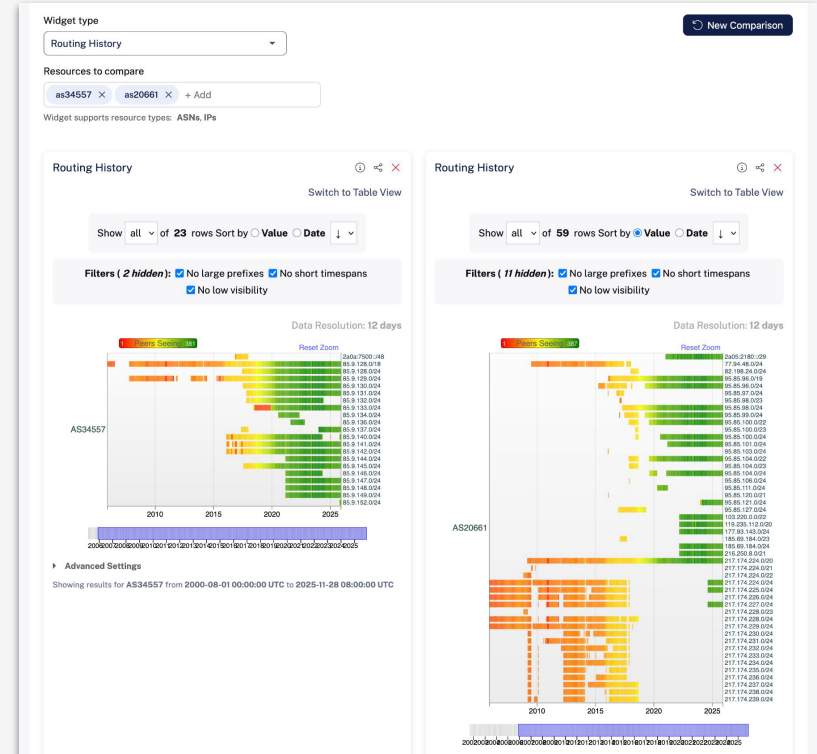 Widget type
New Comparison
Routing History
Resources to compare
as34557 × as20661 × + Add
Widget supports resource types: ASNs, IPs
Routing History
Switch to Table View
Show all of 23 rows Sort by Value Date ↓
Filters ( 2 hidden ): No large prefixes No short timespans
No low visibility
Data Resolution: 12 days
1 Peers Seeing 381
Reset Zoom
2a0a:7500::/48
85.9.128.0/18
85.9.128.0/24
85.9.129.0/24
85.9.130.0/24
85.9.131.0/24
85.9.132.0/24
85.9.133.0/24
85.9.134.0/24
85.9.136.0/24
85.9.137.0/24
85.9.140.0/24
85.9.141.0/24
85.9.142.0/24
85.9.144.0/24
85.9.145.0/24
85.9.146.0/24
85.9.147.0/24
85.9.148.0/24
85.9.149.0/24
85.9.152.0/24
AS34557
2010 2015 2020 2025
Advanced Settings
Showing results for AS34557 from 2000-08-01 00:00:00 UTC to 2025-11-28 08:00:00 UTC
Routing History
Switch to Table View
Show all of 59 rows Sort by Value Date ↓
Filters ( 11 hidden ): No large prefixes No short timespans
No low visibility
Data Resolution: 12 days
1 Peers Seeing 387
Reset Zoom
2a05:2180::/29
77.94.48.0/24
82.198.24.0/24
95.85.96.0/19
95.85.96.0/24
95.85.97.0/24
95.85.98.0/23
95.85.98.0/24
95.85.99.0/24
95.85.100.0/22
95.85.100.0/23
95.85.100.0/24
95.85.101.0/24
95.85.103.0/24
95.85.104.0/22
95.85.104.0/23
95.85.104.0/24
95.85.106.0/24
95.85.111.0/24
95.85.120.0/21
95.85.121.0/24
95.85.127.0/24
103.220.0.0/22
119.235.112.0/20
177.93.143.0/24
185.69.184.0/23
185.69.184.0/24
216.250.8.0/21
217.174.224.0/20
217.174.224.0/21
217.174.224.0/22
217.174.224.0/24
217.174.225.0/24
217.174.226.0/24
217.174.227.0/24
217.174.228.0/23
217.174.228.0/24
217.174.229.0/24
217.174.230.0/24
217.174.231.0/24
217.174.232.0/24
217.174.233.0/24
217.174.234.0/24
217.174.235.0/24
217.174.236.0/24
217.174.237.0/24
217.174.238.0/24
217.174.239.0/24
AS20661
2010 2015 2020 2025